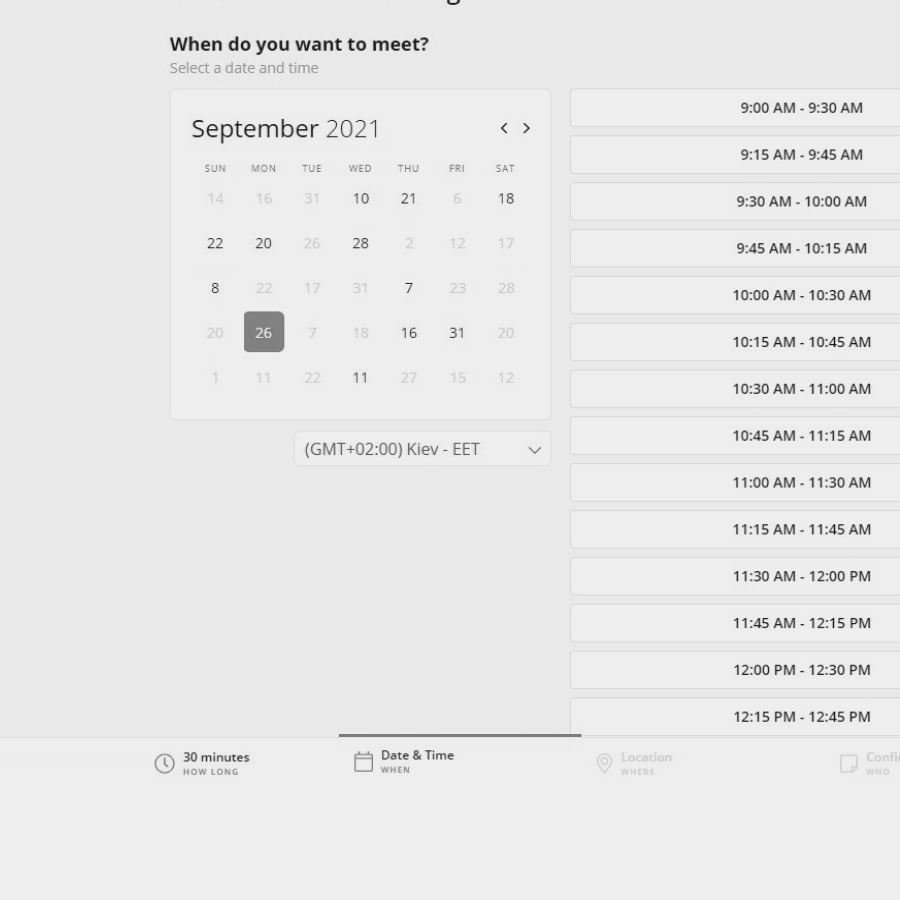 When do you want to meet?
Select a date and time
September 2021
SUN MON TUE WED THU FRI SAT
14 16 31 10 21 6 18
22 20 26 28 2 12 17
8 22 17 31 7 23 28
20 26 7 18 16 31 20
1 11 22 11 27 15 12
(GMT+02:00) Kiev - EET
9:00 AM - 9:30 AM
9:15 AM - 9:45 AM
9:30 AM - 10:00 AM
9:45 AM - 10:15 AM
10:00 AM - 10:30 AM
10:15 AM - 10:45 AM
10:30 AM - 11:00 AM
10:45 AM - 11:15 AM
11:00 AM - 11:30 AM
11:15 AM - 11:45 AM
11:30 AM - 12:00 PM
11:45 AM - 12:15 PM
12:00 PM - 12:30 PM
12:15 PM - 12:45 PM
30 minutes
HOW LONG
Date & Time
WHEN
Location
WHERE
WHO